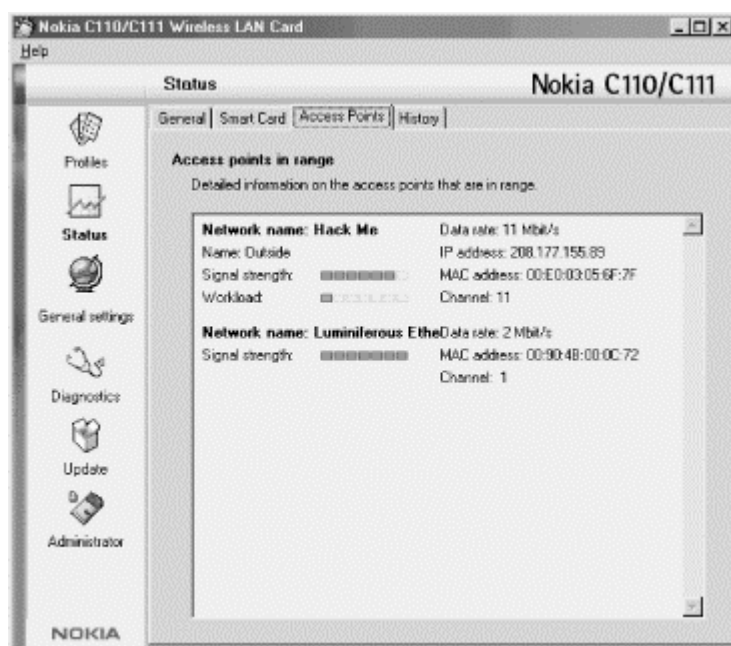 Nokia C110/C111 Wireless LAN Card
Help
Status
Nokia C110/C111
General
Smart Card
Access Points
History
Profiles
Status
General settings
Diagnostics
Update
Administrator
NOKIA
Access points in range
Detailed information on the access points that are in range.
Network name: Hack Me
Data rate: 11 Mbit/s
Name: Outside
IP address: 208.177.155.89
Signal strength:
MAC address: 00:E0:03:05:6F:7F
Workload:
Channel: 11
Network name: Luminiferous Ethe
Data rate: 2 Mbit/s
Signal strength:
MAC address: 00:90:4B:00:0C:72
Channel: 1